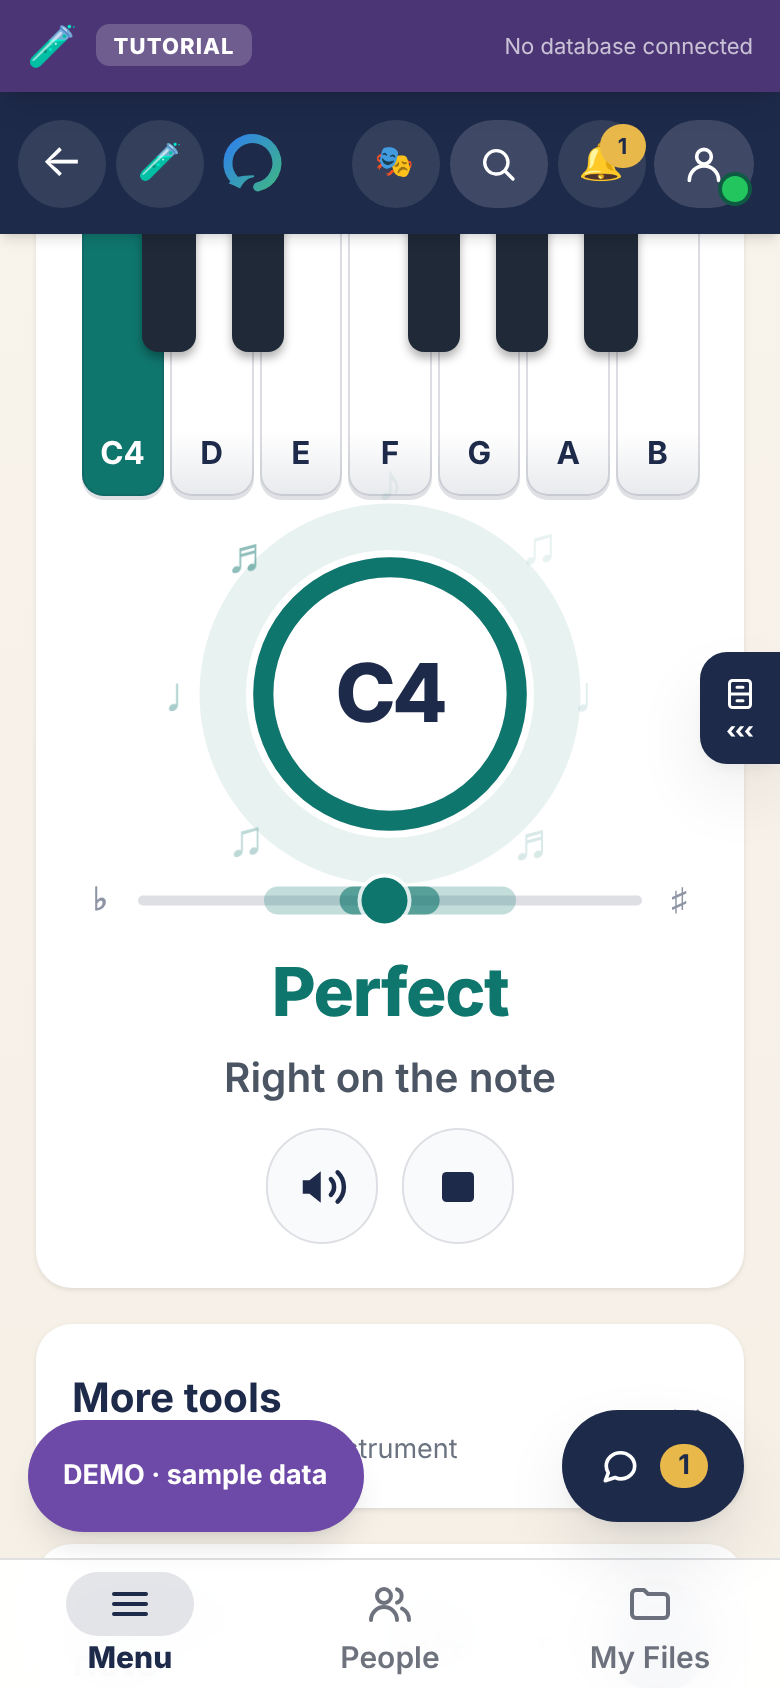 TUTORIAL
No database connected
1
C4 D E F G A B
C4
♭ ♯
Perfect
Right on the note
More tools
strument
DEMO · sample data
1
Menu People My Files